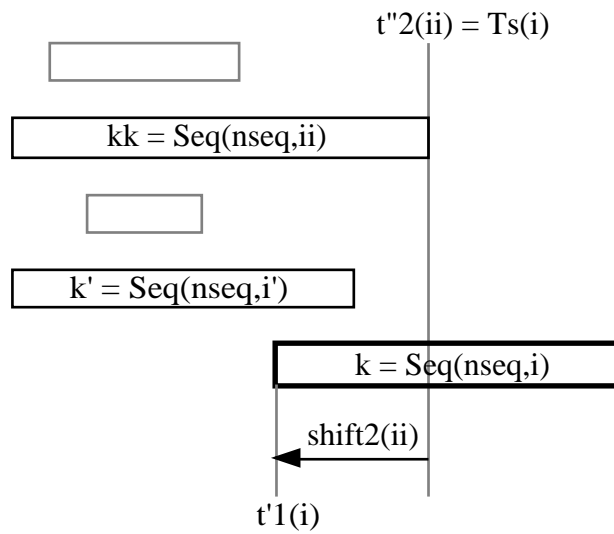 t"2(ii) = Ts(i)
kk = Seq(nseq,ii)
k' = Seq(nseq,i')
k = Seq(nseq,i)
shift2(ii)
t'1(i)